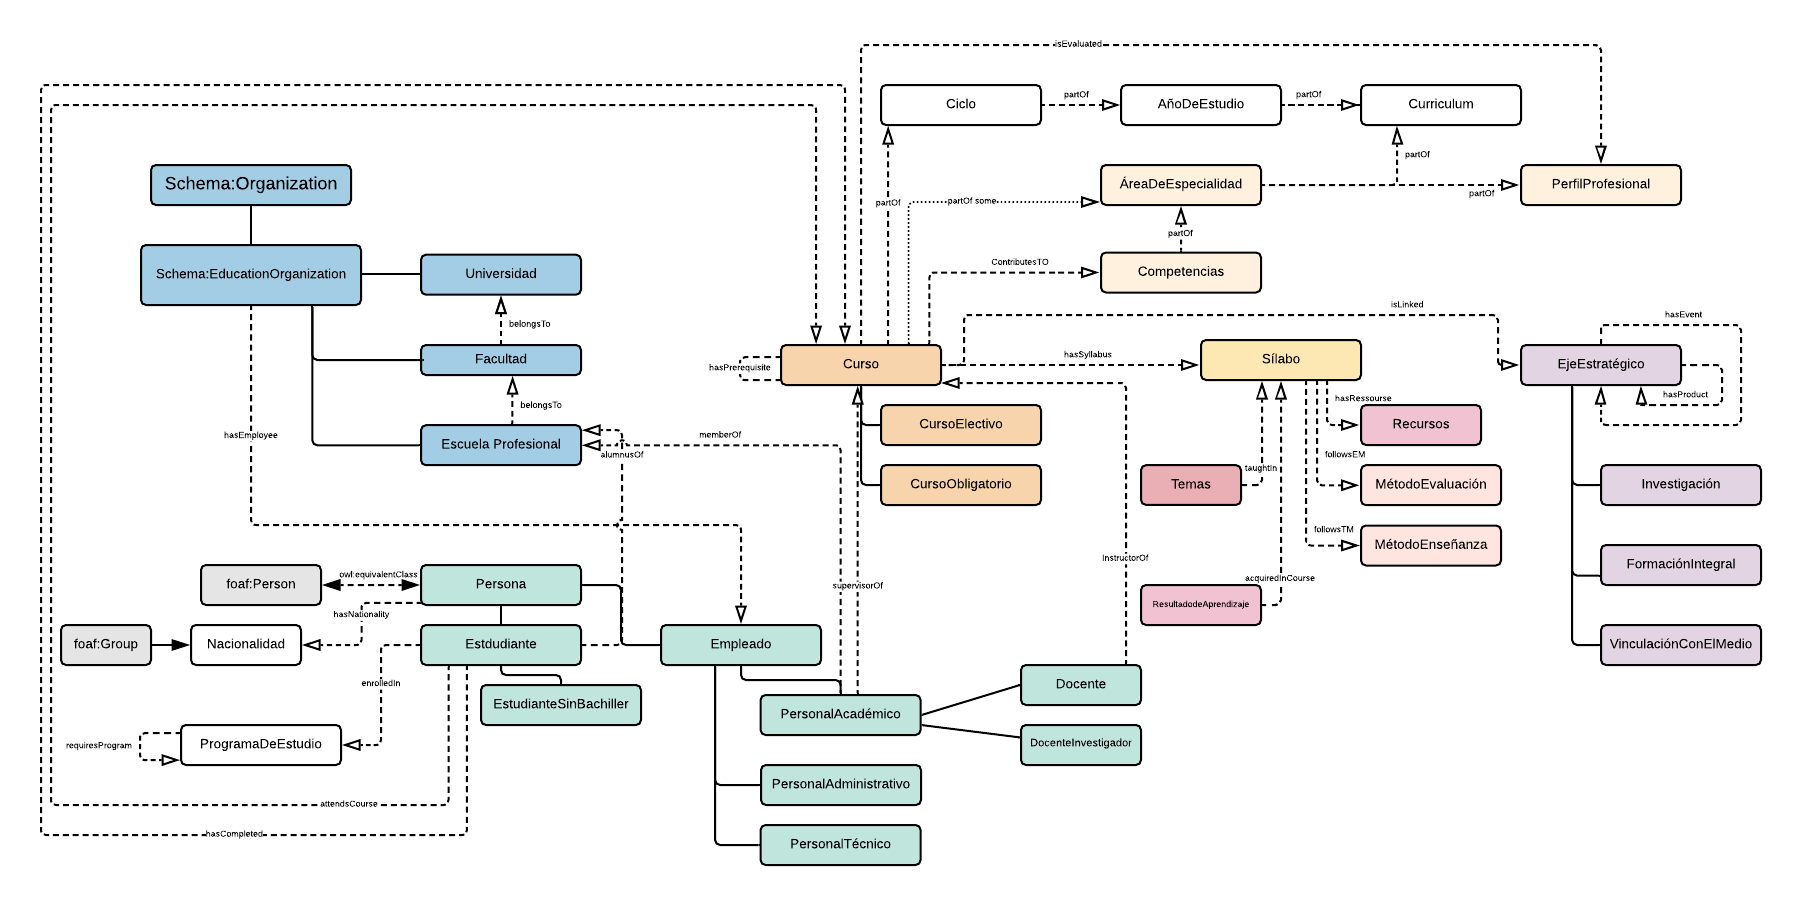 isEvaluated
Ciclo
partOf
AñoDeEstudio
partOf
Curriculum
partOf
Schema:Organization
ÁreaDeEspecialidad
partOf
PerfilProfesional
partOf
partOf some
partOf
Schema:EducationOrganization
Universidad
ContributesTO
Competencias
isLinked
hasEvent
belongsTo
Facultad
hasPrerequisite
Curso
hasSyllabus
Sílabo
EjeEstratégico
hasProduct
belongsTo
hasRessourse
hasEmployee
Escuela Profesional
memberOf
alumnusOf
CursoElectivo
Recursos
followsEM
taughtIn
CursoObligatorio
Temas
MétodoEvaluación
Investigación
followsTM
MétodoEnseñanza
InstructorOf
foaf:Person
owl:equivalentClass
Persona
supervisorOf
acquiredInCourse
FormaciónIntegral
ResultadodeAprendizaje
hasNationality
foaf:Group
Nacionalidad
Estdudiante
Empleado
VinculaciónConElMedio
enrolledIn
EstudianteSinBachiller
Docente
PersonalAcadémico
requiresProgram
ProgramaDeEstudio
DocenteInvestigador
PersonalAdministrativo
attendsCourse
hasCompleted
PersonalTécnico